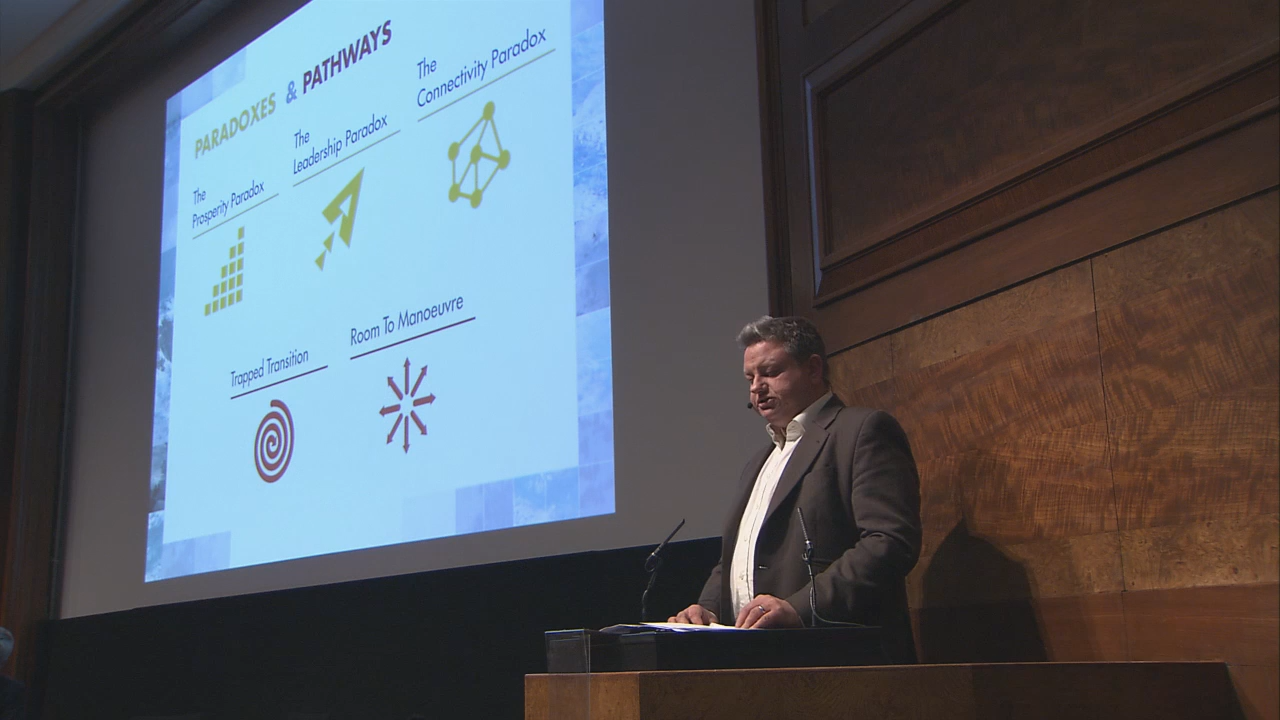 PARADOXES & PATHWAYS
The
Prosperity Paradox
The
Leadership Paradox
The
Connectivity Paradox
Trapped Transition
Room To Manoeuvre